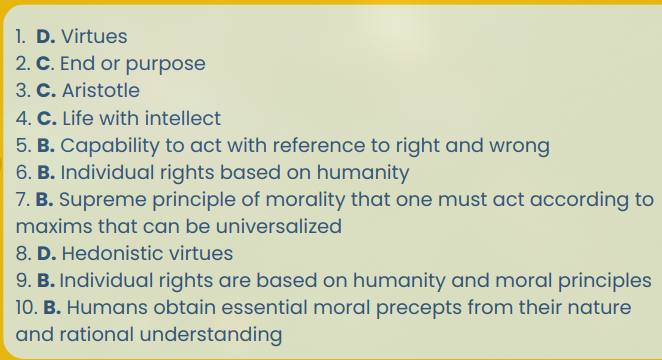 1. D. Virtues
2. C. End or purpose
3. C. Aristotle
4. C. Life with intellect
5. B. Capability to act with reference to right and wrong
6. B. Individual rights based on humanity
7. B. Supreme principle of morality that one must act according to
maxims that can be universalized
8. D. Hedonistic virtues
9. B. Individual rights are based on humanity and moral principles
10. B. Humans obtain essential moral precepts from their nature
and rational understanding